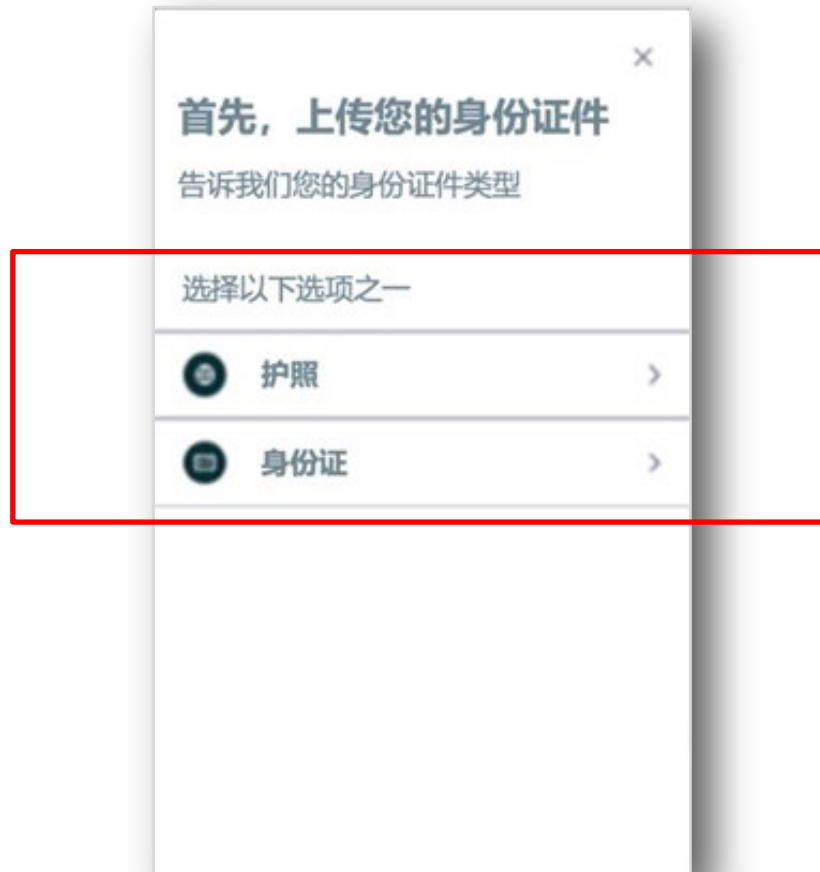 首先，上传您的身份证件
告诉我们您的身份证件类型
选择以下选项之一
护照
身份证